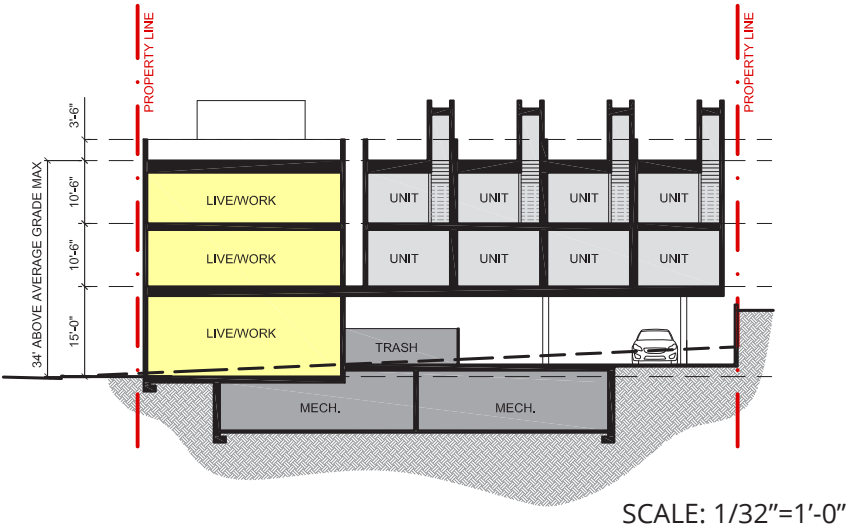 PROPERTY LINE
PROPERTY LINE
3'-6"
34' ABOVE AVERAGE GRADE MAX
10'-6"
LIVE/WORK
UNIT
UNIT
UNIT
UNIT
10'-6"
LIVE/WORK
UNIT
UNIT
UNIT
UNIT
15'-0"
LIVE/WORK
TRASH
MECH.
MECH.
SCALE: 1/32"=1'-0"